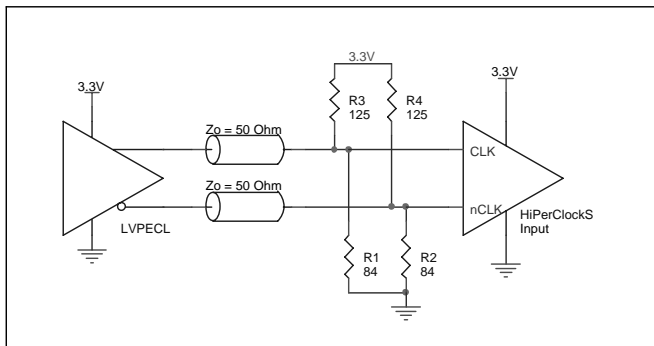 3.3V
3.3V
3.3V
R3
125
R4
125
Zo = 50 Ohm
CLK
Zo = 50 Ohm
nCLK
HiPerClockS
Input
LVPECL
R1
84
R2
84